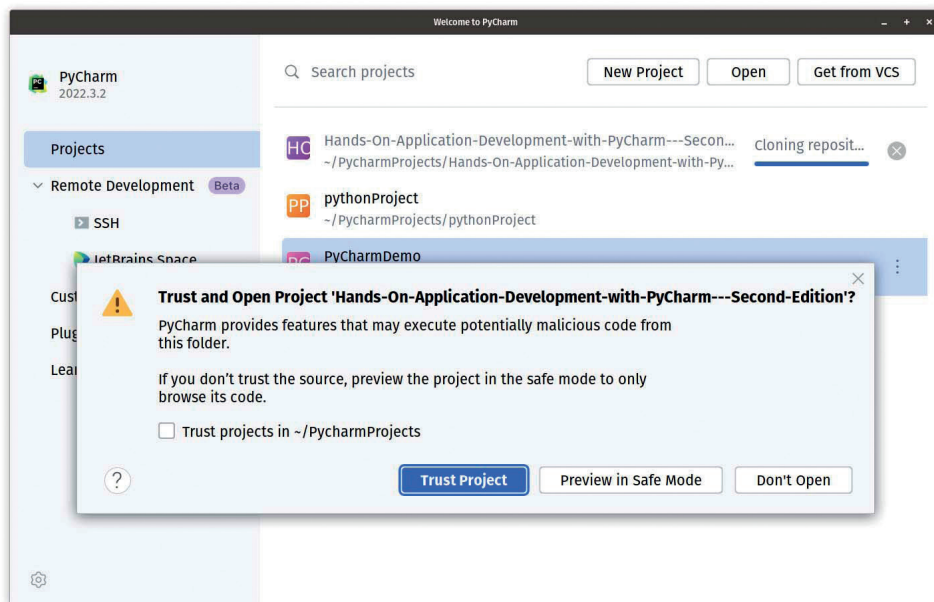 Welcome to PyCharm
PyCharm
2022.3.2
Search projects
New Project
Open
Get from VCS
Projects
Remote Development
Beta
SSH
JetBrains Space
Cust
Plug
Lear
HO
Hands-On-Application-Development-with-PyCharm---Secon...
~/PycharmProjects/Hands-On-Application-Development-with-Py...
Cloning reposit...
PP
pythonProject
~/PycharmProjects/pythonProject
PyCharmDemo
Trust and Open Project 'Hands-On-Application-Development-with-PyCharm---Second-Edition'?
PyCharm provides features that may execute potentially malicious code from
this folder.
If you don't trust the source, preview the project in the safe mode to only
browse its code.
Trust projects in ~/PycharmProjects
?
Trust Project
Preview in Safe Mode
Don't Open